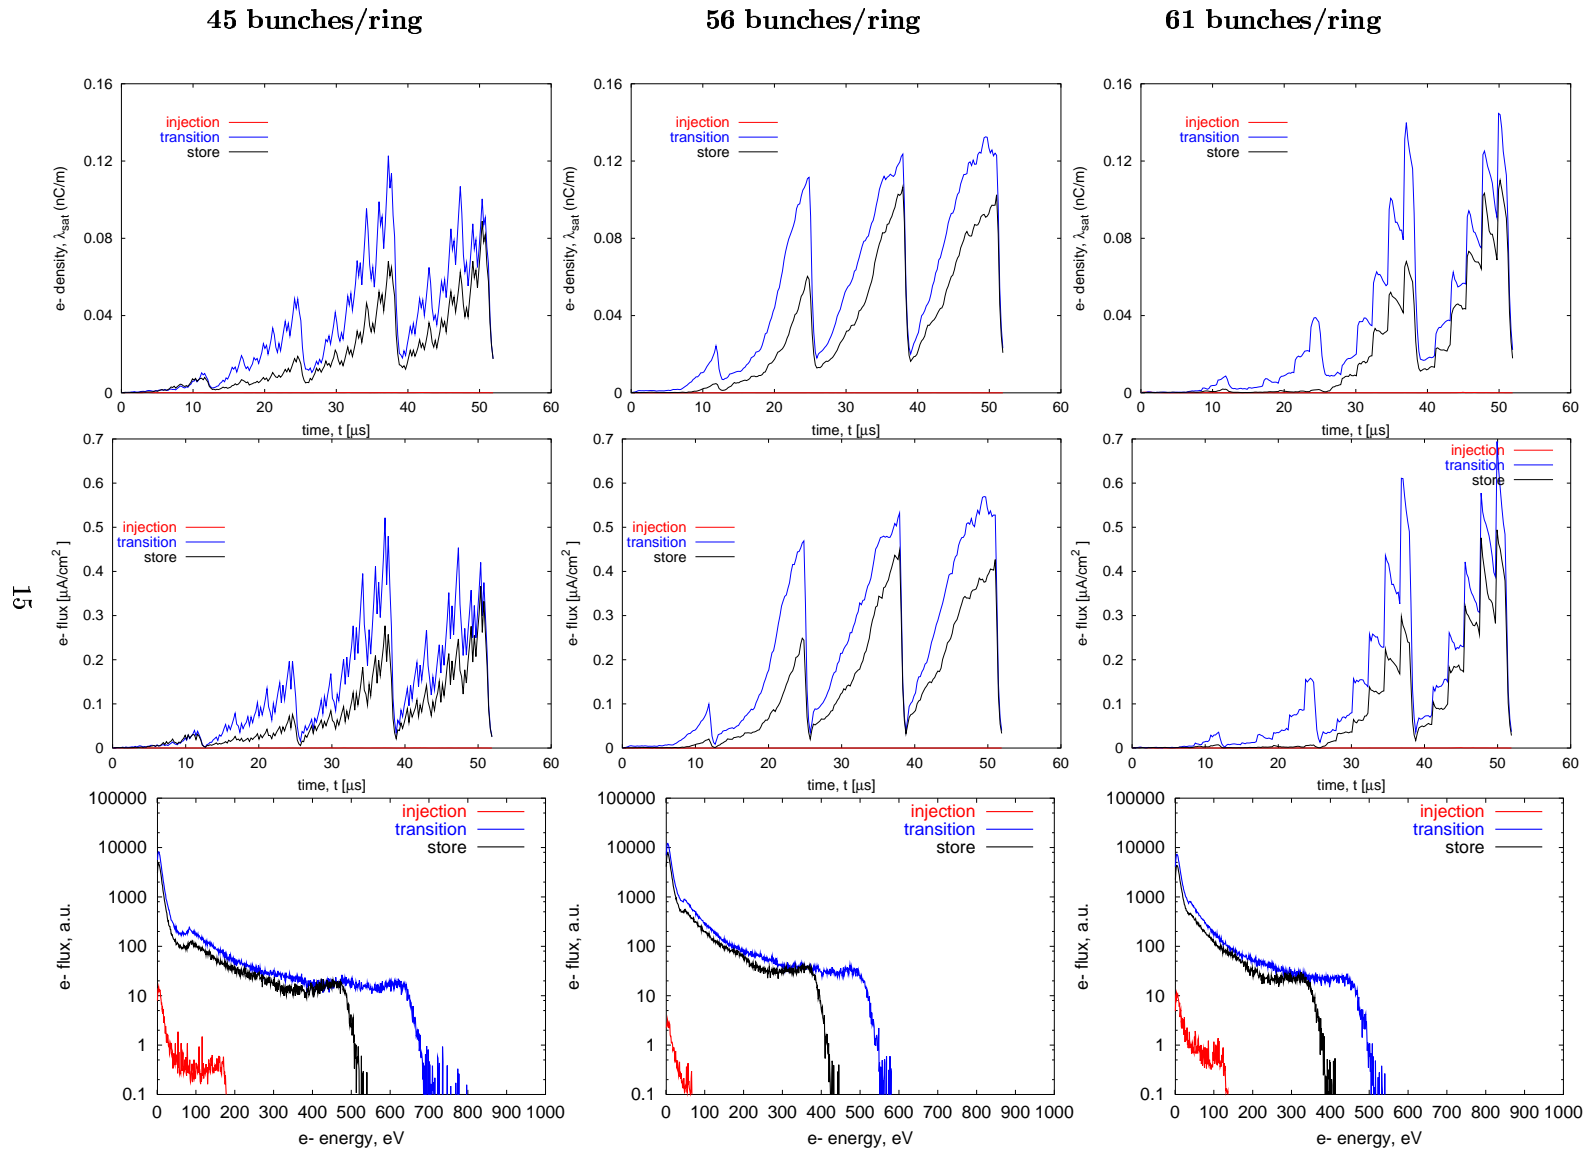 45 bunches/ring
56 bunches/ring
61 bunches/ring
e- density, λsat (nC/m)
0.16
0.12
0.08
0.04
0
injection
transition
store
0 10 20 30 40 50 60
time, t [μs]
e- density, λsat (nC/m)
0.16
0.12
0.08
0.04
0
injection
transition
store
0 10 20 30 40 50 60
time, t [μs]
e- density, λsat (nC/m)
0.16
0.12
0.08
0.04
0
injection
transition
store
0 10 20 30 40 50 60
time, t [μs]
15
e- flux [μA/cm2 ]
0.7
0.6
0.5
0.4
0.3
0.2
0.1
0
injection
transition
store
0 10 20 30 40 50 60
time, t [μs]
e- flux [μA/cm2 ]
0.7
0.6
0.5
0.4
0.3
0.2
0.1
0
injection
transition
store
0 10 20 30 40 50 60
time, t [μs]
e- flux [μA/cm2 ]
0.7
0.6
0.5
0.4
0.3
0.2
0.1
0
injection
transition
store
0 10 20 30 40 50 60
time, t [μs]
e- flux, a.u.
100000
10000
1000
100
10
1
0.1
injection
transition
store
0 100 200 300 400 500 600 700 800 900 1000
e- energy, eV
e- flux, a.u.
100000
10000
1000
100
10
1
0.1
injection
transition
store
0 100 200 300 400 500 600 700 800 900 1000
e- energy, eV
e- flux, a.u.
100000
10000
1000
100
10
1
0.1
injection
transition
store
0 100 200 300 400 500 600 700 800 900 1000
e- energy, eV